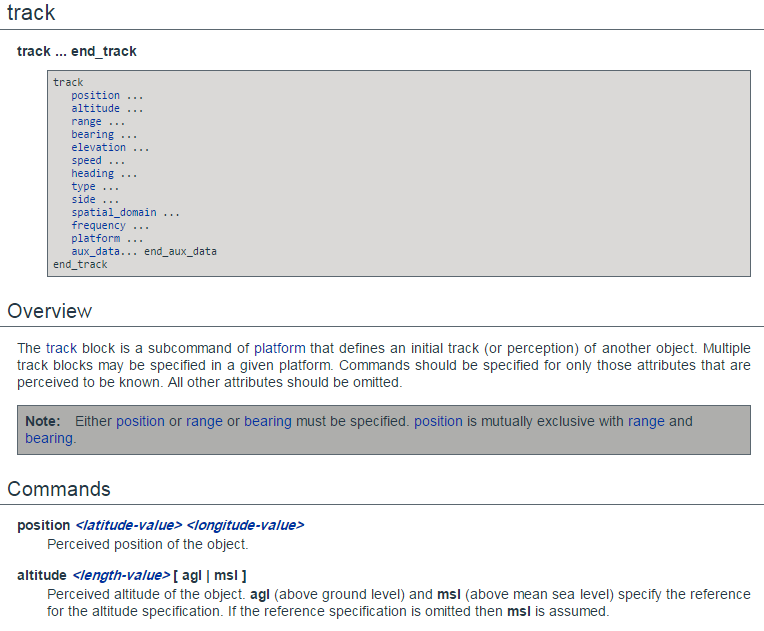 track
track ... end_track
track
position ...
altitude ...
range ...
bearing ...
elevation ...
speed ...
heading ...
type ...
side ...
spatial_domain ...
frequency ...
platform ...
aux_data... end_aux_data
end_track
Overview
The track block is a subcommand of platform that defines an initial track (or perception) of another object. Multiple
track blocks may be specified in a given platform. Commands should be specified for only those attributes that are
perceived to be known. All other attributes should be omitted.
Note: Either position or range or bearing must be specified. position is mutually exclusive with range and
bearing.
Commands
position <latitude-value> <longitude-value>
Perceived position of the object.
altitude <length-value> [ agl | msl ]
Perceived altitude of the object. agl (above ground level) and msl (above mean sea level) specify the reference
for the altitude specification. If the reference specification is omitted then msl is assumed.